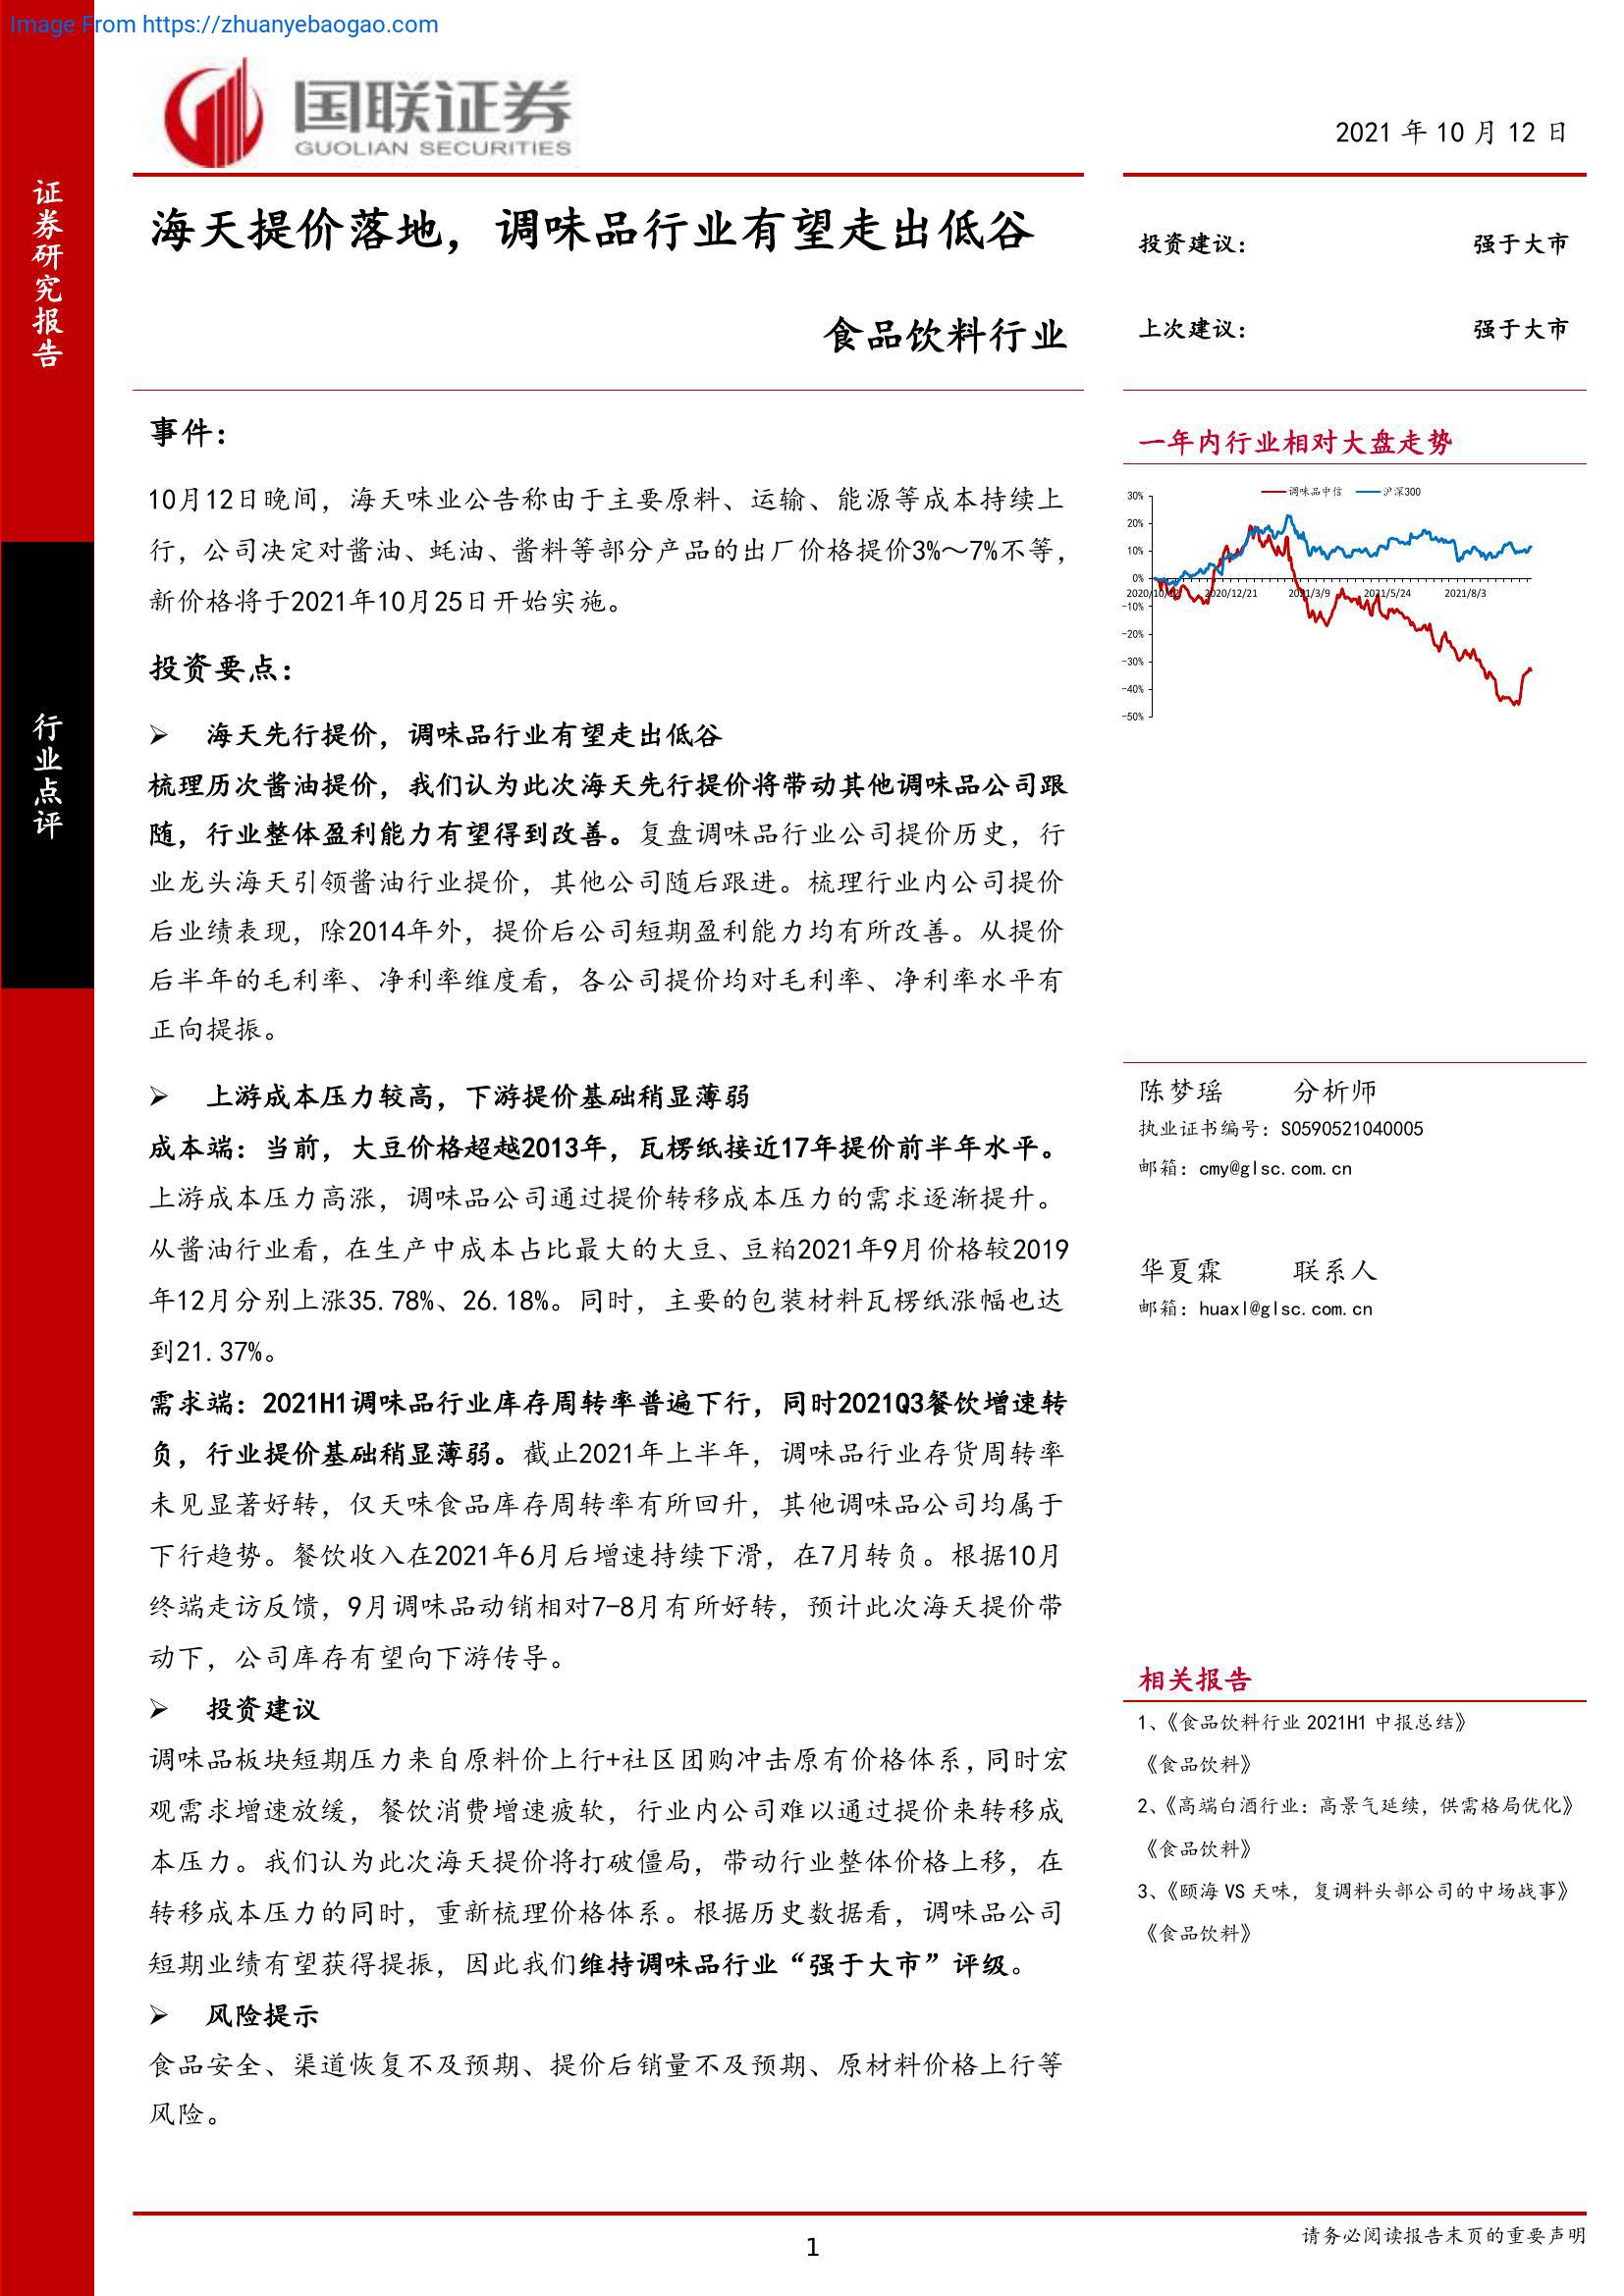 Image From https://zhuanyebaogao.com
国联证券
GUOLIAN SECURITIES
2021 年 10 月 12 日
证券研究报告
行业点评
海天提价落地，调味品行业有望走出低谷
食品饮料行业
投资建议： 强于大市
上次建议： 强于大市
事件：
10月12日晚间，海天味业公告称由于主要原料、运输、能源等成本持续上
行，公司决定对酱油、蚝油、酱料等部分产品的出厂价格提价3%～7%不等，
新价格将于2021年10月25日开始实施。
投资要点：
➢ 海天先行提价，调味品行业有望走出低谷
梳理历次酱油提价，我们认为此次海天先行提价将带动其他调味品公司跟
随，行业整体盈利能力有望得到改善。复盘调味品行业公司提价历史，行
业龙头海天引领酱油行业提价，其他公司随后跟进。梳理行业内公司提价
后业绩表现，除2014年外，提价后公司短期盈利能力均有所改善。从提价
后半年的毛利率、净利率维度看，各公司提价均对毛利率、净利率水平有
正向提振。
➢ 上游成本压力较高，下游提价基础稍显薄弱
成本端：当前，大豆价格超越2013年，瓦楞纸接近17年提价前半年水平。
上游成本压力高涨，调味品公司通过提价转移成本压力的需求逐渐提升。
从酱油行业看，在生产中成本占比最大的大豆、豆粕2021年9月价格较2019
年12月分别上涨35.78%、26.18%。同时，主要的包装材料瓦楞纸涨幅也达
到21.37%。
需求端：2021H1调味品行业库存周转率普遍下行，同时2021Q3餐饮增速转
负，行业提价基础稍显薄弱。截止2021年上半年，调味品行业存货周转率
未见显著好转，仅天味食品库存周转率有所回升，其他调味品公司均属于
下行趋势。餐饮收入在2021年6月后增速持续下滑，在7月转负。根据10月
终端走访反馈，9月调味品动销相对7-8月有所好转，预计此次海天提价带
动下，公司库存有望向下游传导。
➢ 投资建议
调味品板块短期压力来自原料价上行+社区团购冲击原有价格体系，同时宏
观需求增速放缓，餐饮消费增速疲软，行业内公司难以通过提价来转移成
本压力。我们认为此次海天提价将打破僵局，带动行业整体价格上移，在
转移成本压力的同时，重新梳理价格体系。根据历史数据看，调味品公司
短期业绩有望获得提振，因此我们维持调味品行业“强于大市”评级。
➢ 风险提示
食品安全、渠道恢复不及预期、提价后销量不及预期、原材料价格上行等
风险。
一年内行业相对大盘走势
调味品中信 沪深300
30%
20%
10%
0%
-10%
-20%
-30%
-40%
-50%
2020/10/12 2020/12/21 2021/3/9 2021/5/24 2021/8/3
陈梦瑶 分析师
执业证书编号：S0590521040005
邮箱：cmy@glsc.com.cn
华夏霖 联系人
邮箱：huaxl@glsc.com.cn
相关报告
1、《食品饮料行业 2021H1 中报总结》
《食品饮料》
2、《高端白酒行业：高景气延续，供需格局优化》
《食品饮料》
3、《颐海 VS 天味，复调料头部公司的中场战事》
《食品饮料》
1
请务必阅读报告末页的重要声明